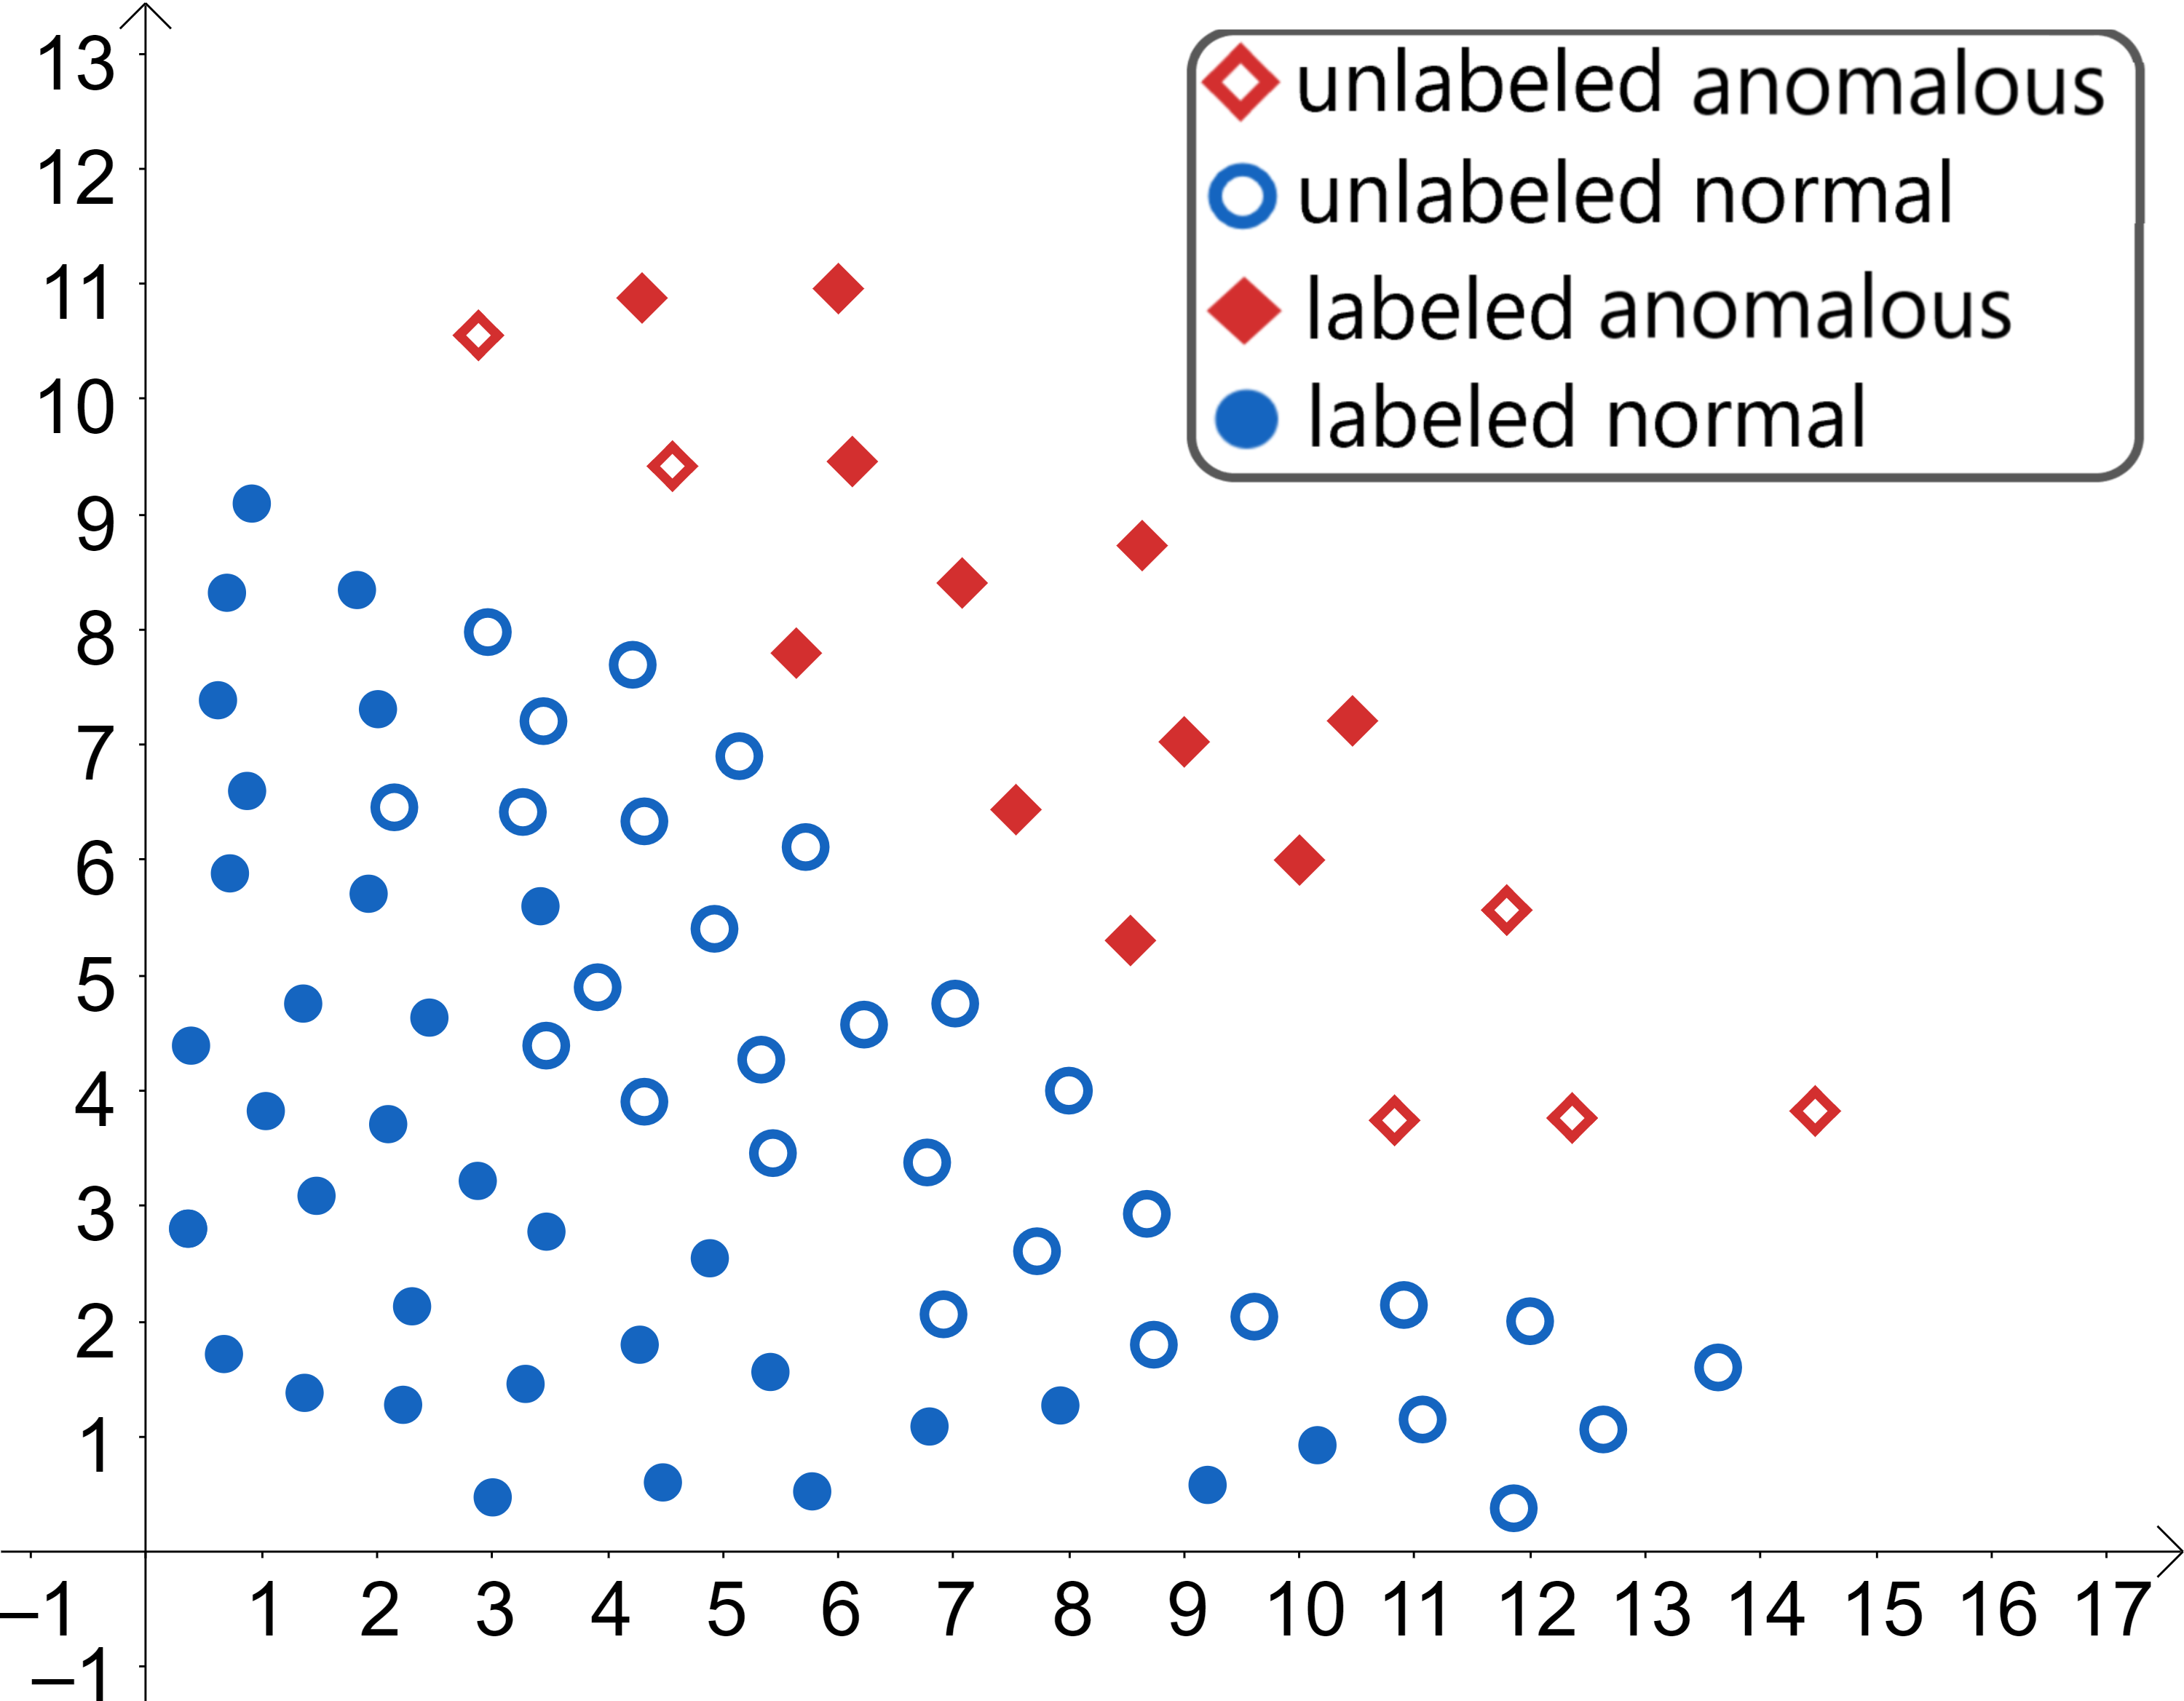 13
unlabeled anomalous
12
unlabeled normal
11
labeled anomalous
10
labeled normal
9
8
7
6
5
4
3
2
1
–1 1 2 3 4 5 6 7 8 9 10 11 12 13 14 15 16 17
–1